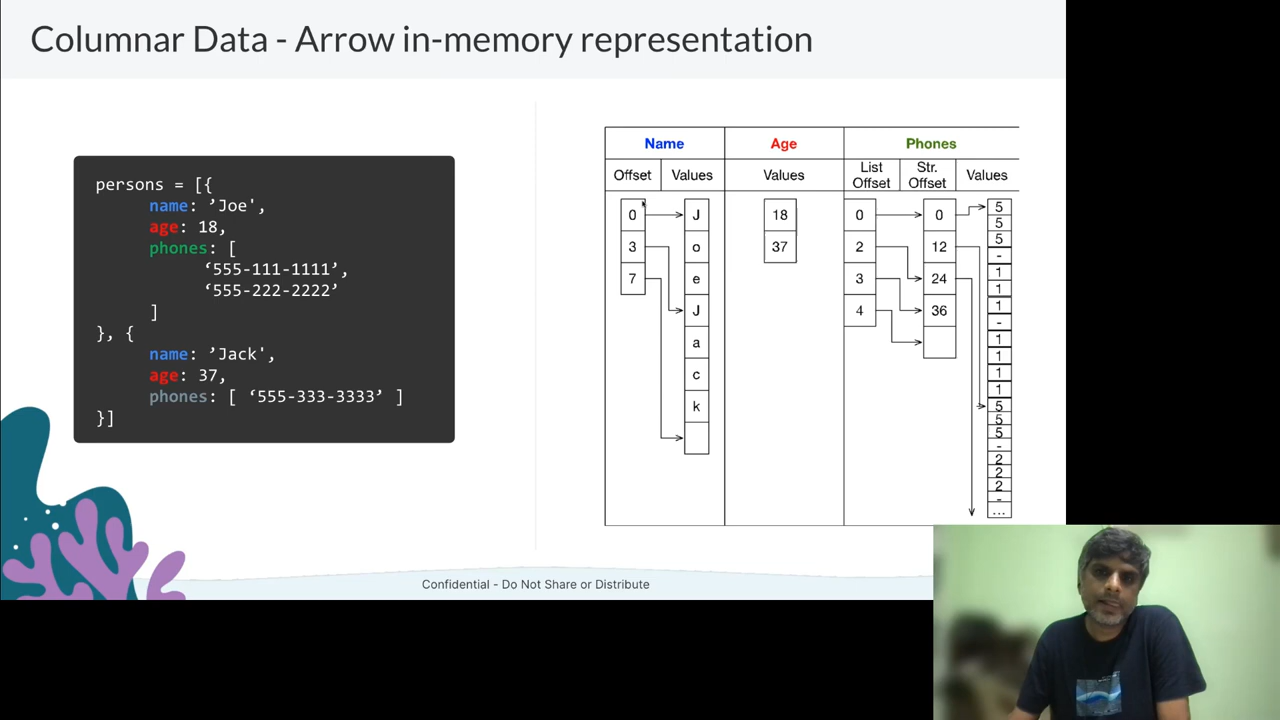 Columnar Data - Arrow in-memory representation
persons = [{
name: ’Joe',
age: 18,
phones: [
‘555-111-1111’,
‘555-222-2222’
]
}, {
name: ’Jack',
age: 37,
phones: [ ‘555-333-3333’ ]
}]
Name Age Phones
Offset Values Values List Offset Str. Offset Values
0 J 18 0 0 5
5
3 o 37 2 12 5
-
7 e 3 24 1
1
J 4 36 1
-
a 1
1
c 1
1
k 5
5
5
-
2
2
2
-
...
Confidential - Do Not Share or Distribute